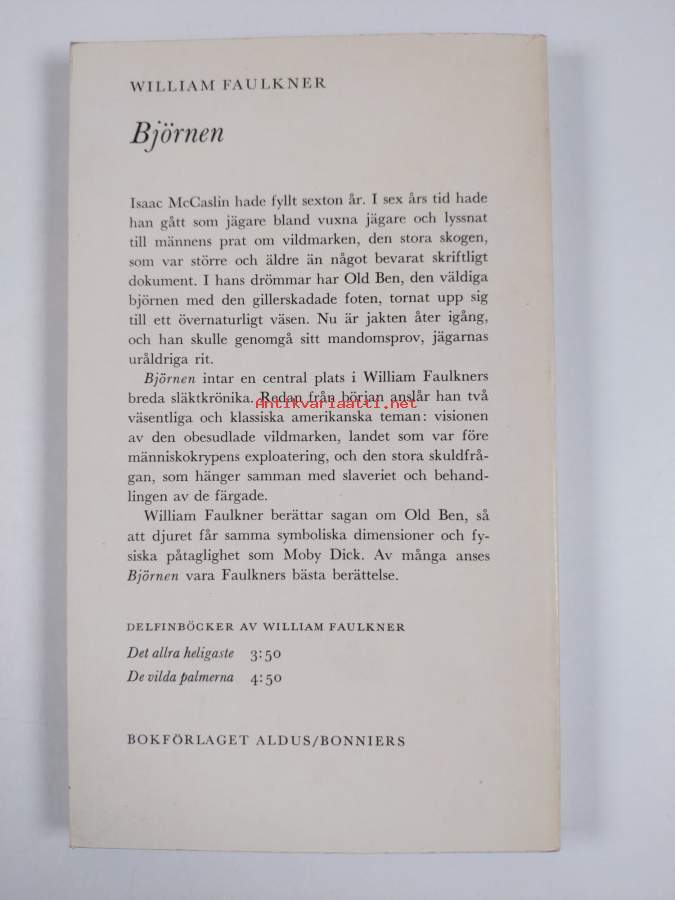 WILLIAM FAULKNER
Björnen
Isaac McCaslin hade fyllt sexton år. I sex års tid hade
han gått som jägare bland vuxna jägare och lyssnat
till männens prat om vildmarken, den stora skogen,
som var större och äldre än något bevarat skriftligt
dokument. I hans drömmar har Old Ben, den väldiga
björnen med den gillerskadade foten, tornat upp sig
till ett övernaturligt väsen. Nu är jakten åter igång,
och han skulle genomgå sitt mandomsprov, jägarnas
uråldriga rit.
Björnen intar en central plats i William Faulkners
breda släktkrönika. Redan från början anslår han två
Antikvariaatti.net
väsentliga och klassiska amerikanska teman: visionen
av den obesudlade vildmarken, landet som var före
människokrypens exploatering, och den stora skuldfrå-
gan, som hänger samman med slaveriet och behand-
lingen av de färgade.
William Faulkner berättar sagan om Old Ben, så
att djuret får samma symboliska dimensioner och fy-
siska påtaglighet som Moby Dick. Av många anses
Björnen vara Faulkners bästa berättelse.
DELFINBÖCKER AV WILLIAM FAULKNER
Det allra heligaste 3:50
De vilda palmerna 4:50
BOKFÖRLAGET ALDUS/BONNIERS